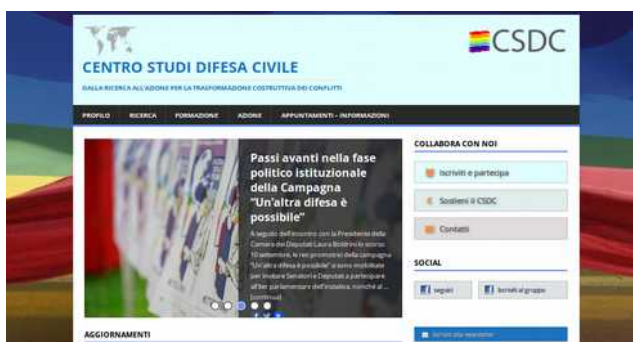 CSDC
CENTRO STUDI DIFESA CIVILE
DALLA RICERCA ALL'AZIONE PER LA TRASFORMAZIONE COSTRUTTIVA DEI CONFLITTI
PROFILO RICERCA FORMAZIONE AZIONE APPUNTAMENTI – INFORMAZIONI
Passi avanti nella fase
politico istituzionale
della Campagna
"Un'altra difesa è
possibile"
A seguito dell'incontro con la Presidente della
Camera dei Deputati Laura Boldrini lo scorso
10 settembre, le reti promotrici della campagna
"Un'altra difesa è possibile" si sono mobilitate
per invitare Senatori e Deputati a partecipare
all'iter parlamentare dell'iniziativa, nonché al ...
[continua]
AGGIORNAMENTI
COLLABORA CON NOI
Iscriviti e partecipa
€ Sostieni il CSDC
Contatti
SOCIAL
seguici
Iscriviti al gruppo
Iscriviti alla newsletter